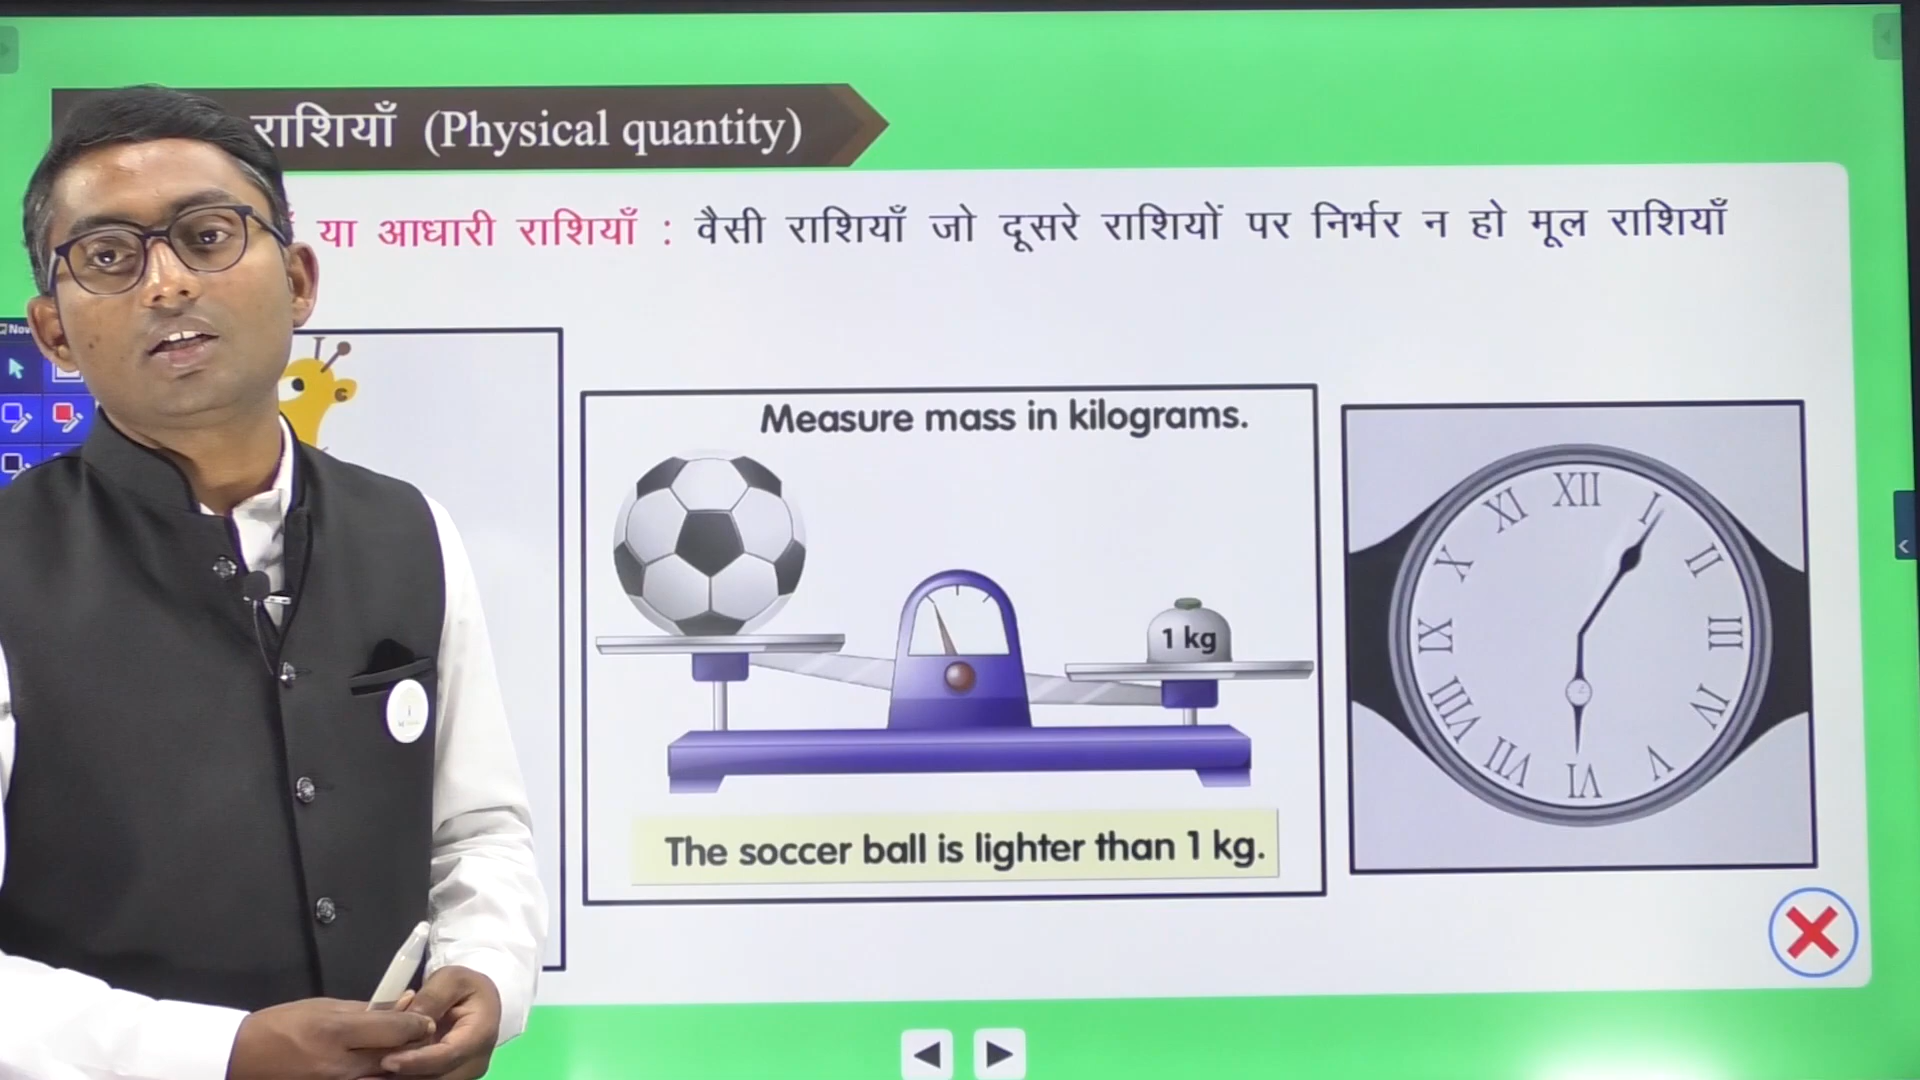 राशियाँ (Physical quantity)
या आधारी राशियाँ : वैसी राशियाँ जो दूसरे राशियों पर निर्भर न हो मूल राशियाँ
Measure mass in kilograms.
1 kg
The soccer ball is lighter than 1 kg.
XII
I
II
III
IV
V
VI
VII
VIII
IX
X
XI